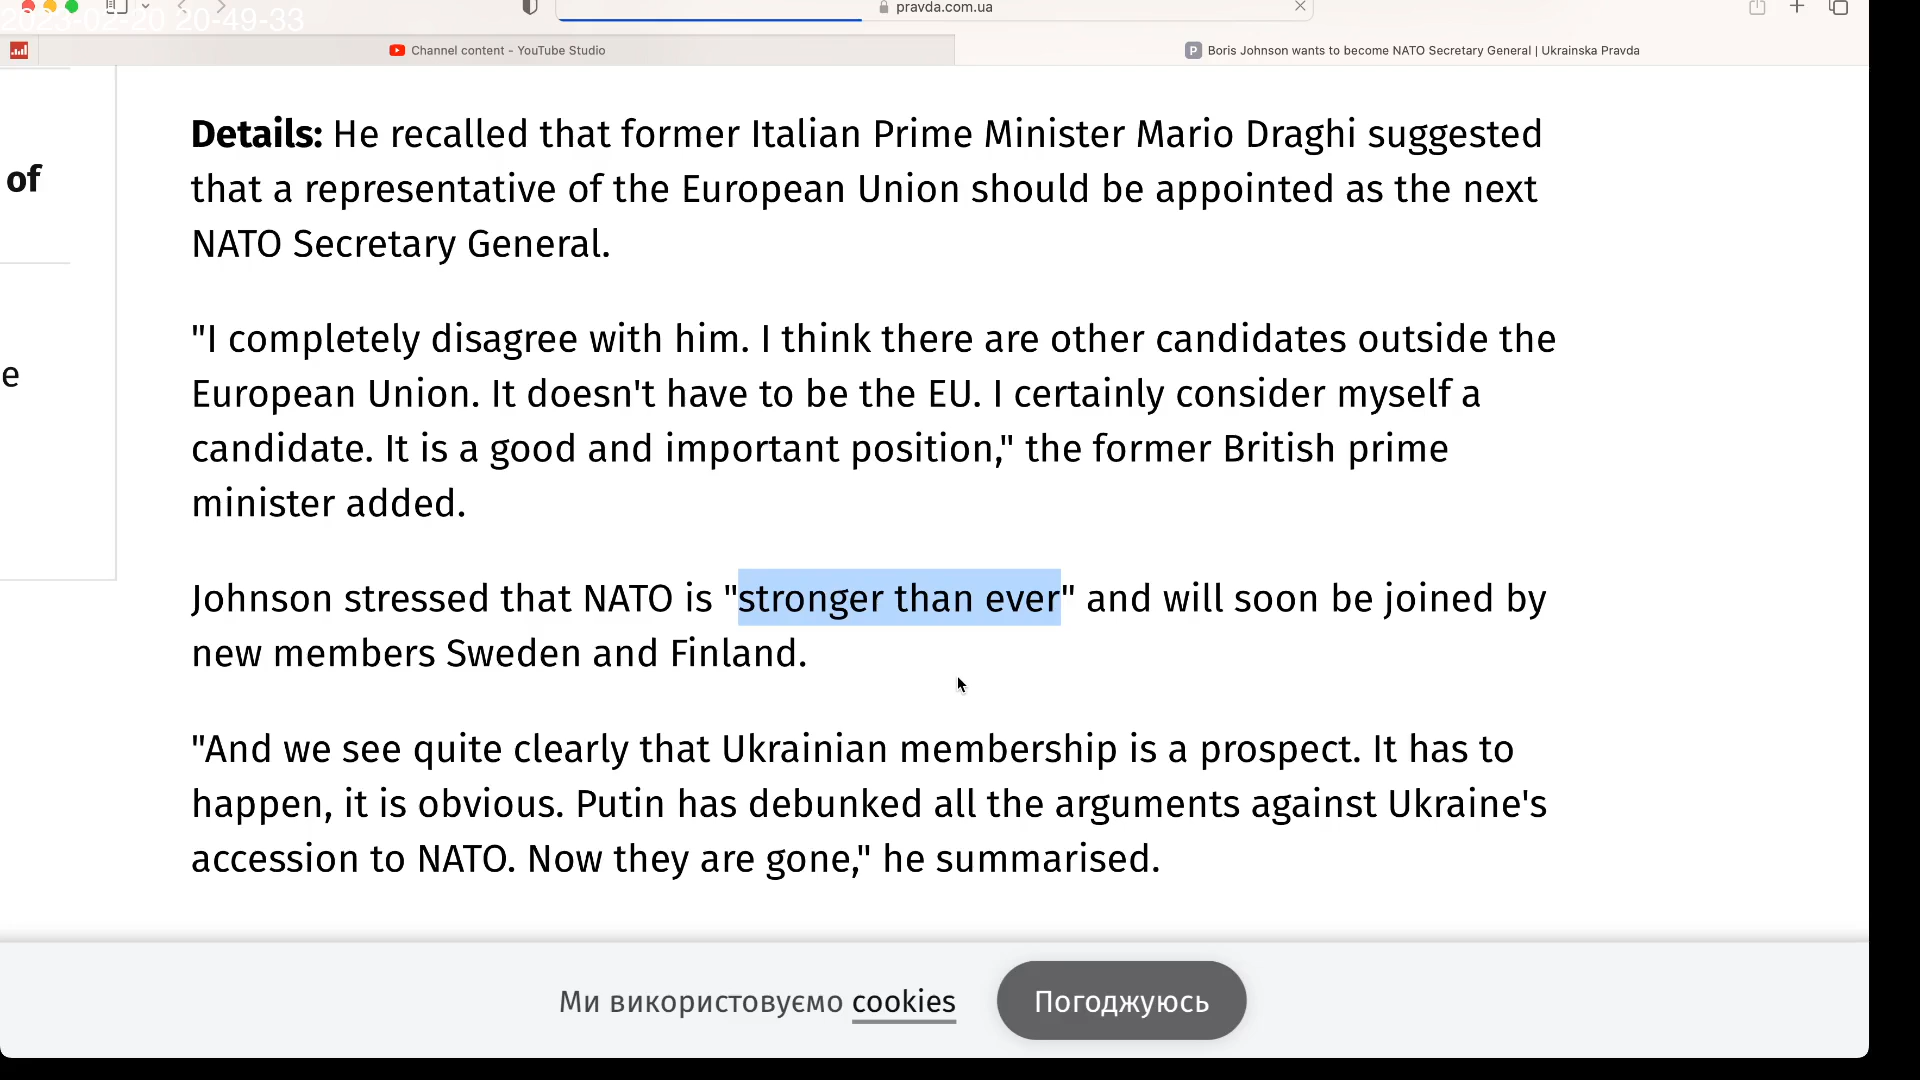 2023-02-20 20-49-33
pravda.com.ua
Channel content - YouTube Studio
P Boris Johnson wants to become NATO Secretary General | Ukrainska Pravda
of
e
Details: He recalled that former Italian Prime Minister Mario Draghi suggested
that a representative of the European Union should be appointed as the next
NATO Secretary General.
"I completely disagree with him. I think there are other candidates outside the
European Union. It doesn't have to be the EU. I certainly consider myself a
candidate. It is a good and important position," the former British prime
minister added.
Johnson stressed that NATO is "stronger than ever" and will soon be joined by
new members Sweden and Finland.
"And we see quite clearly that Ukrainian membership is a prospect. It has to
happen, it is obvious. Putin has debunked all the arguments against Ukraine's
accession to NATO. Now they are gone," he summarised.
Ми використовуємо cookies
Погоджуюсь